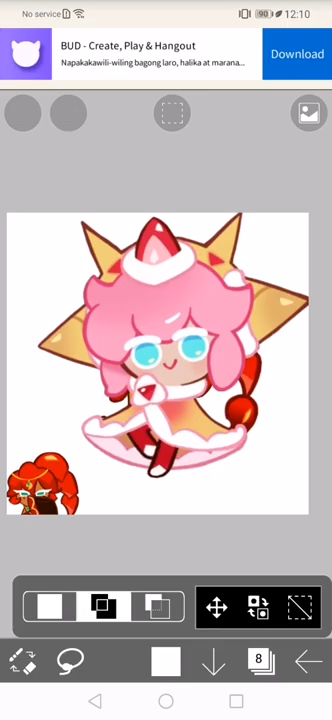 No service
90
12:10
BUD - Create, Play & Hangout
Napakakawili-wiling bagong laro, halika at marana...
Download
8